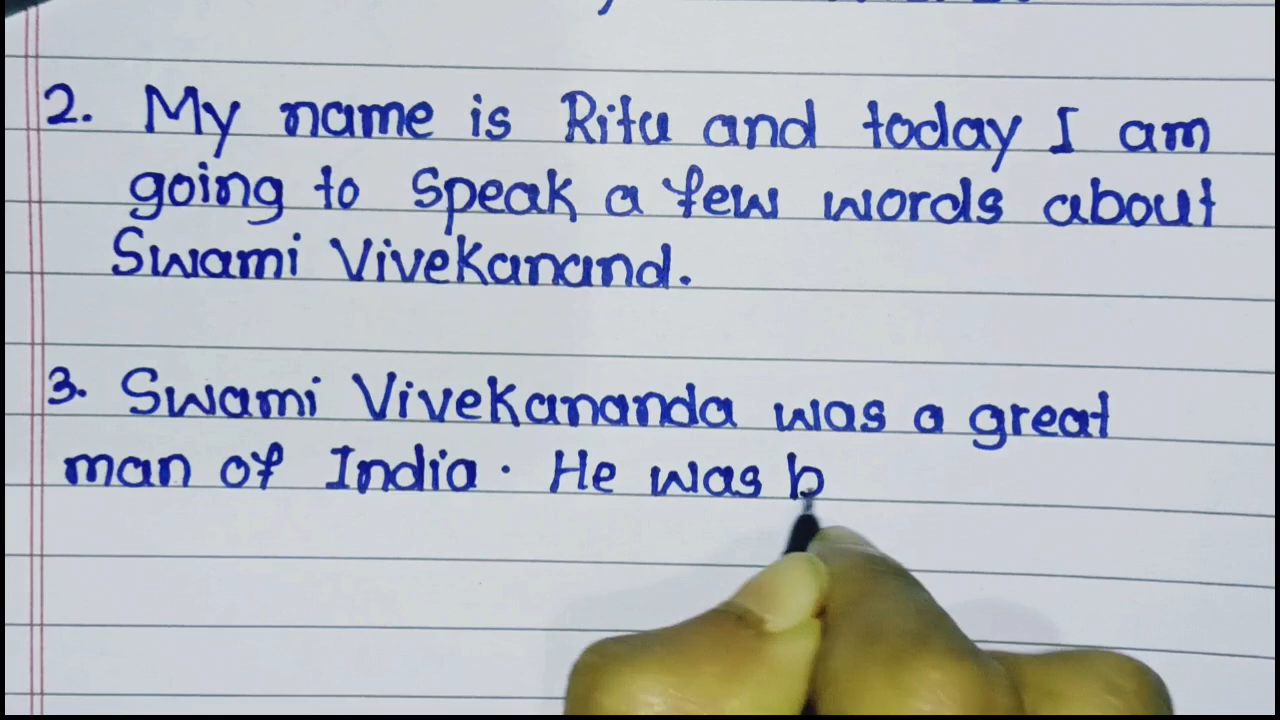 2. My name is Ritu and today I am
going to speak a few words about
Swami Vivekanand.
3. Swami Vivekananda was a great
man of India. He was b